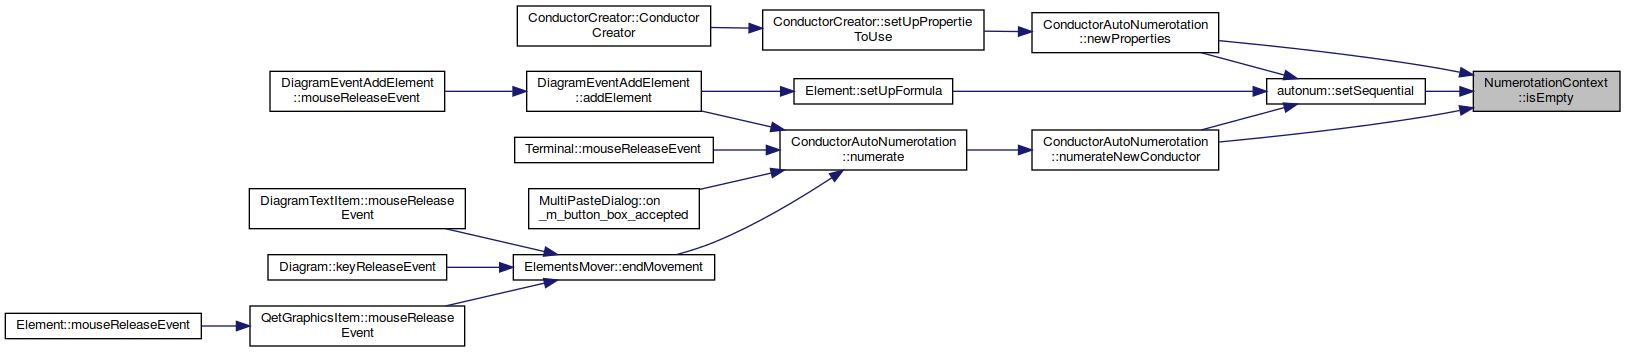 ConductorCreator::Conductor
Creator
ConductorCreator::setUpPropertie
ToUse
ConductorAutoNumerotation
::newProperties
DiagramEventAddElement
::mouseReleaseEvent
DiagramEventAddElement
::addElement
Element::setUpFormula
autonum::setSequential
NumerotationContext
::isEmpty
Terminal::mouseReleaseEvent
ConductorAutoNumerotation
::numerate
ConductorAutoNumerotation
::numerateNewConductor
DiagramTextItem::mouseRelease
Event
MultiPasteDialog::on
_m_button_box_accepted
Diagram::keyReleaseEvent
ElementsMover::endMovement
Element::mouseReleaseEvent
QetGraphicsItem::mouseRelease
Event